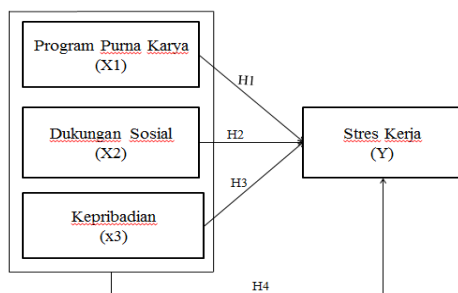 Program Purna Karya
(X1)
H1
Dukungan Sosial
(X2)
H2
Stres Kerja
(Y)
H3
Kepribadian
(x3)
H4